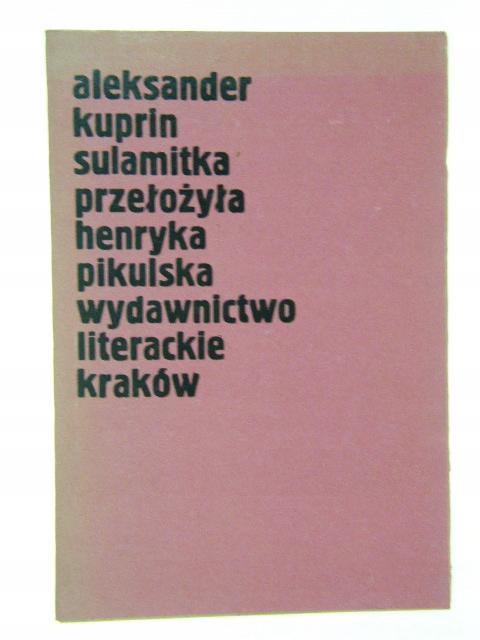 aleksander
kuprin
sulamitka
przełożyła
henryka
pikulska
wydawnictwo
literackie
kraków